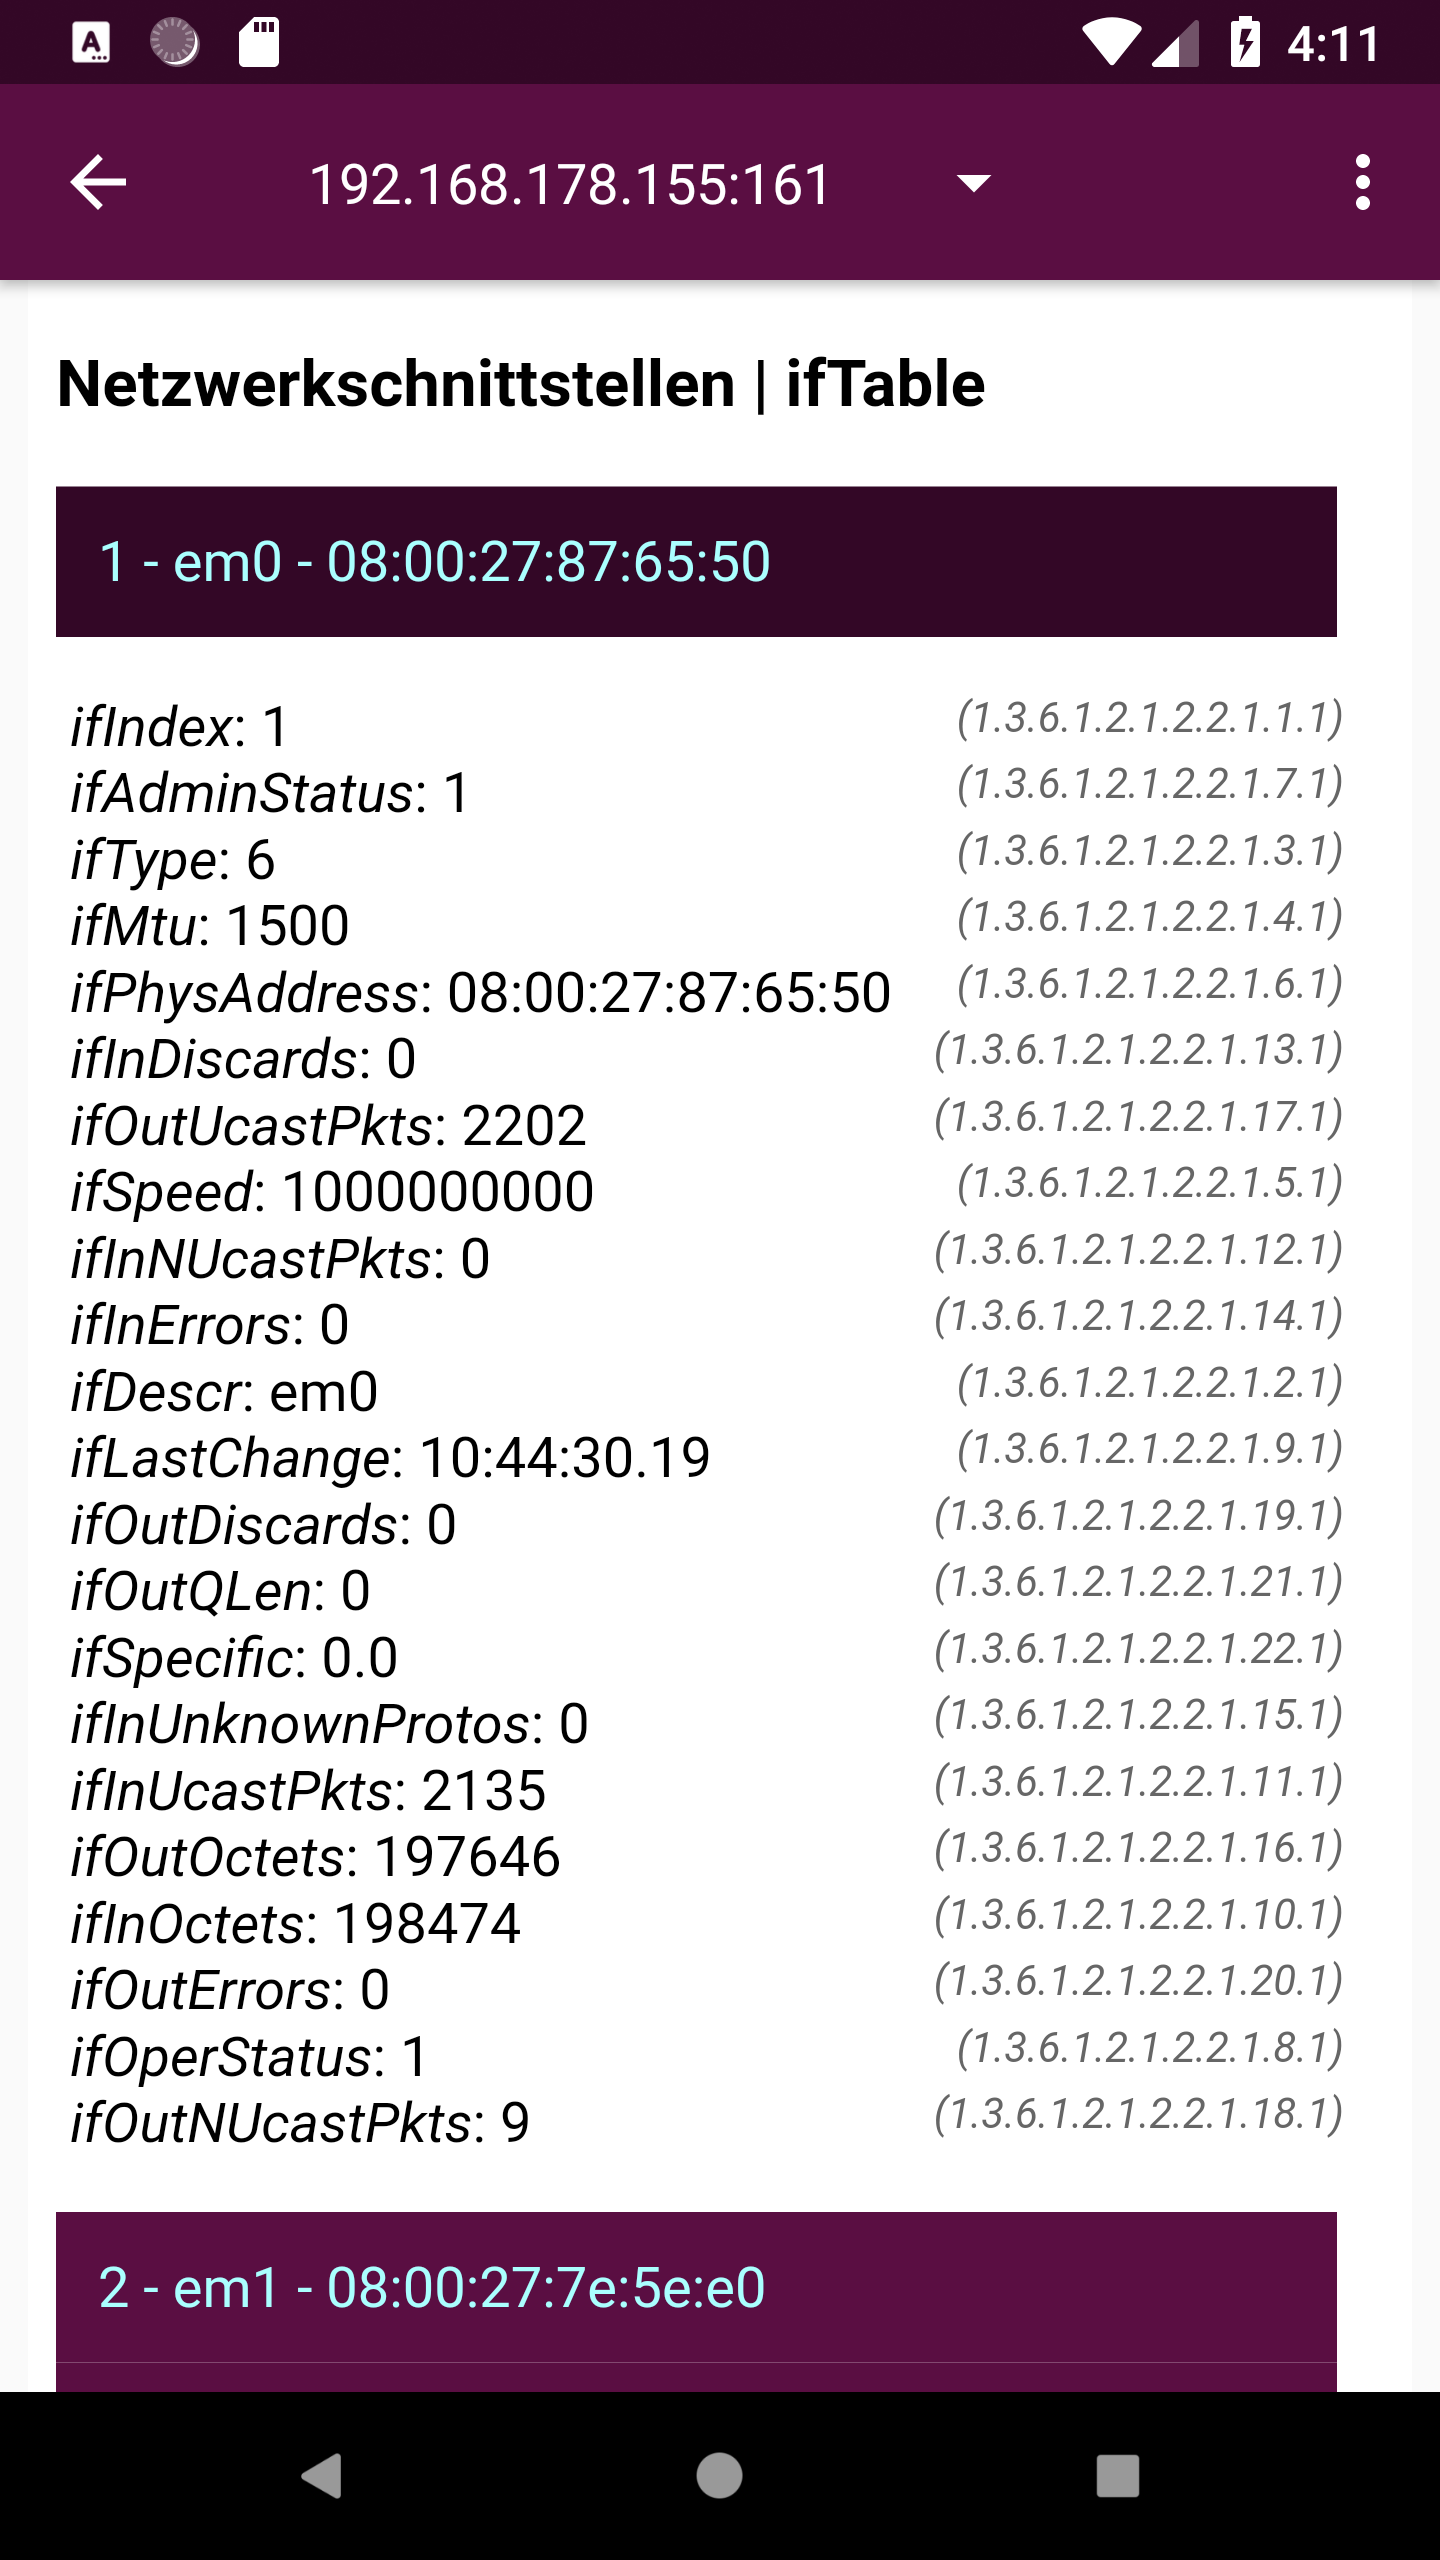 4:11
192.168.178.155:161
Netzwerkschnittstellen | ifTable
1 - em0 - 08:00:27:87:65:50
ifIndex: 1 (1.3.6.1.2.1.2.2.1.1.1)
ifAdminStatus: 1 (1.3.6.1.2.1.2.2.1.7.1)
ifType: 6 (1.3.6.1.2.1.2.2.1.3.1)
ifMtu: 1500 (1.3.6.1.2.1.2.2.1.4.1)
ifPhysAddress: 08:00:27:87:65:50 (1.3.6.1.2.1.2.2.1.6.1)
ifInDiscards: 0 (1.3.6.1.2.1.2.2.1.13.1)
ifOutUcastPkts: 2202 (1.3.6.1.2.1.2.2.1.17.1)
ifSpeed: 1000000000 (1.3.6.1.2.1.2.2.1.5.1)
ifInNUcastPkts: 0 (1.3.6.1.2.1.2.2.1.12.1)
ifInErrors: 0 (1.3.6.1.2.1.2.2.1.14.1)
ifDescr: em0 (1.3.6.1.2.1.2.2.1.2.1)
ifLastChange: 10:44:30.19 (1.3.6.1.2.1.2.2.1.9.1)
ifOutDiscards: 0 (1.3.6.1.2.1.2.2.1.19.1)
ifOutQLen: 0 (1.3.6.1.2.1.2.2.1.21.1)
ifSpecific: 0.0 (1.3.6.1.2.1.2.2.1.22.1)
ifInUnknownProtos: 0 (1.3.6.1.2.1.2.2.1.15.1)
ifInUcastPkts: 2135 (1.3.6.1.2.1.2.2.1.11.1)
ifOutOctets: 197646 (1.3.6.1.2.1.2.2.1.16.1)
ifInOctets: 198474 (1.3.6.1.2.1.2.2.1.10.1)
ifOutErrors: 0 (1.3.6.1.2.1.2.2.1.20.1)
ifOperStatus: 1 (1.3.6.1.2.1.2.2.1.8.1)
ifOutNUcastPkts: 9 (1.3.6.1.2.1.2.2.1.18.1)
2 - em1 - 08:00:27:7e:5e:e0